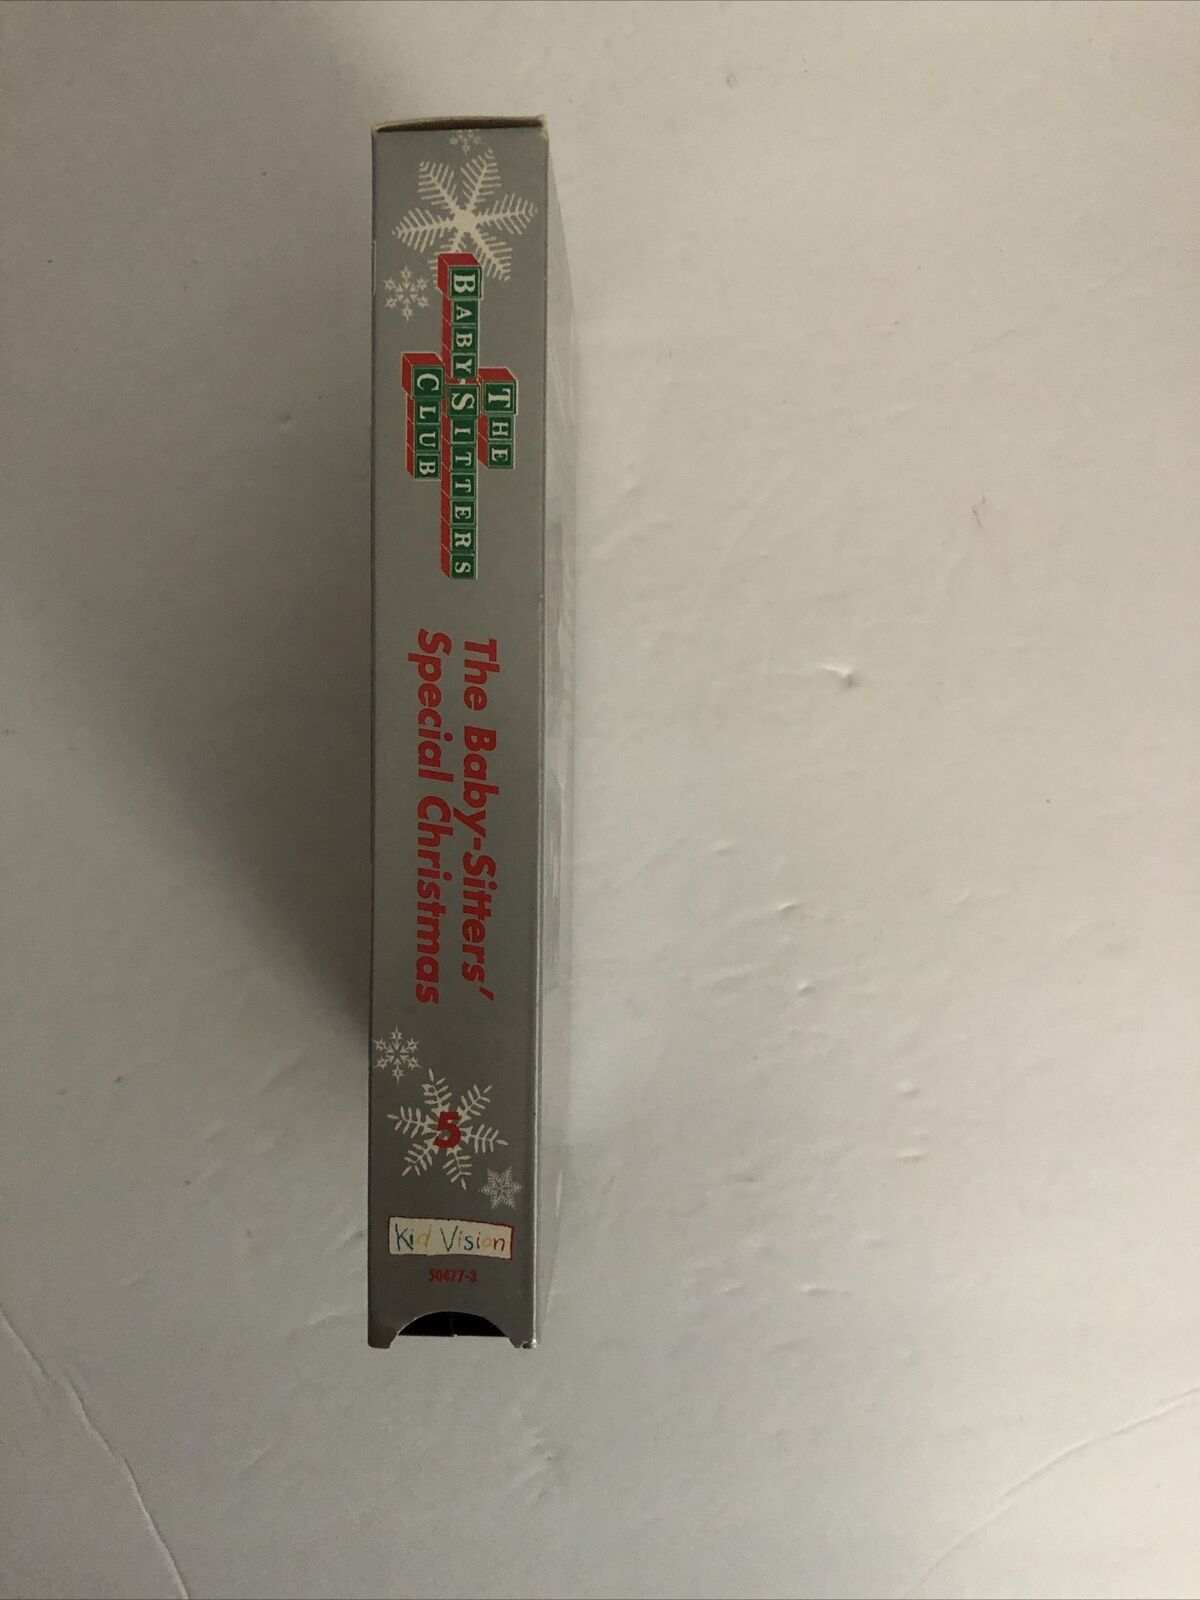 THE
BABY-SITTERS
CLUB
The Baby-Sitters'
Special Christmas
5
Kid Vision
50477-3